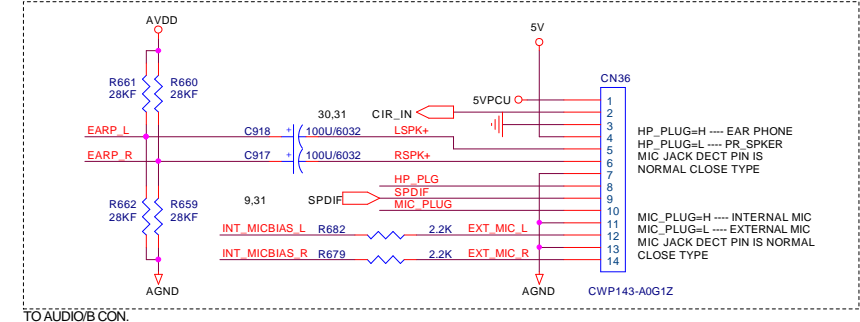 AVDD
5V
CN36
R661
28KF
R660
28KF
5VPCU
1
30,31
CIR_IN
2
3
EARP_L
C918
+
100U/6032
LSPK+
4
HP_PLUG=H ---- EAR PHONE
5
HP_PLUG=L ---- PR_SPKER
EARP_R
C917
+
100U/6032
RSPK+
6
MIC JACK DECT PIN IS
7
NORMAL CLOSE TYPE
HP_PLG
8
R662
28KF
R659
28KF
9,31
SPDIF
SPDIF
9
MIC_PLUG
10
MIC_PLUG=H ---- INTERNAL MIC
11
MIC_PLUG=L ---- EXTERNAL MIC
INT_MICBIAS_L
R682
2.2K
EXT_MIC_L
12
MIC JACK DECT PIN IS NORMAL
13
CLOSE TYPE
INT_MICBIAS_R
R679
2.2K
EXT_MIC_R
14
AGND
AGND
CWP143-A0G1Z
TO AUDIO/B CON.